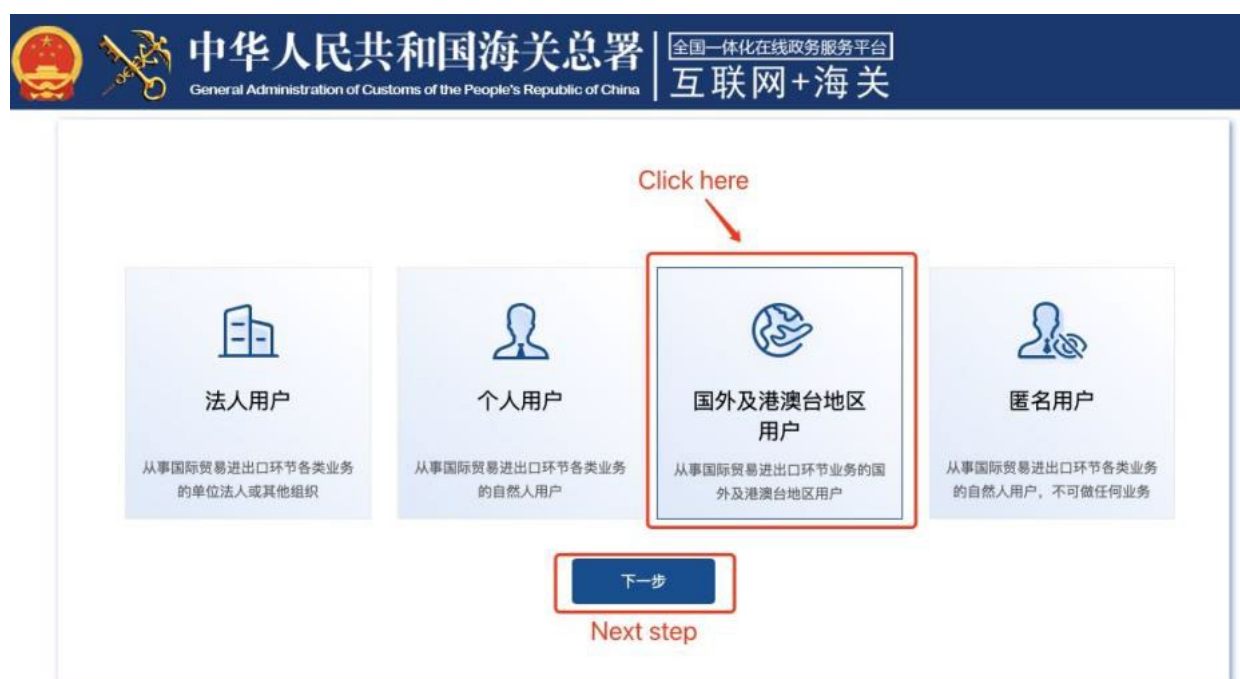 中华人民共和国海关总署
General Administration of Customs of the People's Republic of China
全国一体化在线政务服务平台
互联网+海关
Click here
法人用户
从事国际贸易进出口环节各类业务
的单位法人或其他组织
个人用户
从事国际贸易进出口环节各类业务
的自然人用户
国外及港澳台地区
用户
从事国际贸易进出口环节业务的国
外及港澳台地区用户
匿名用户
从事国际贸易进出口环节各类业务
的自然人用户，不可做任何业务
下一步
Next step